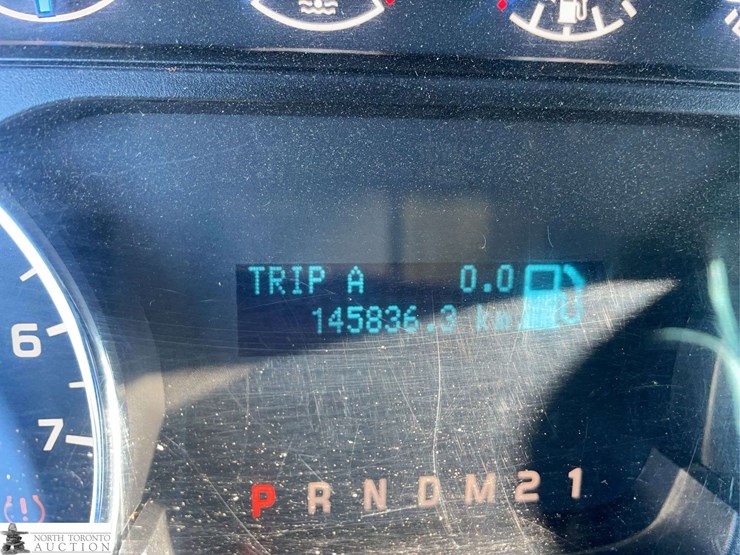 TRIP A 0.0
145836.3 km
6
7
P R N D M 2 1
NORTH TORONTO
AUCTION